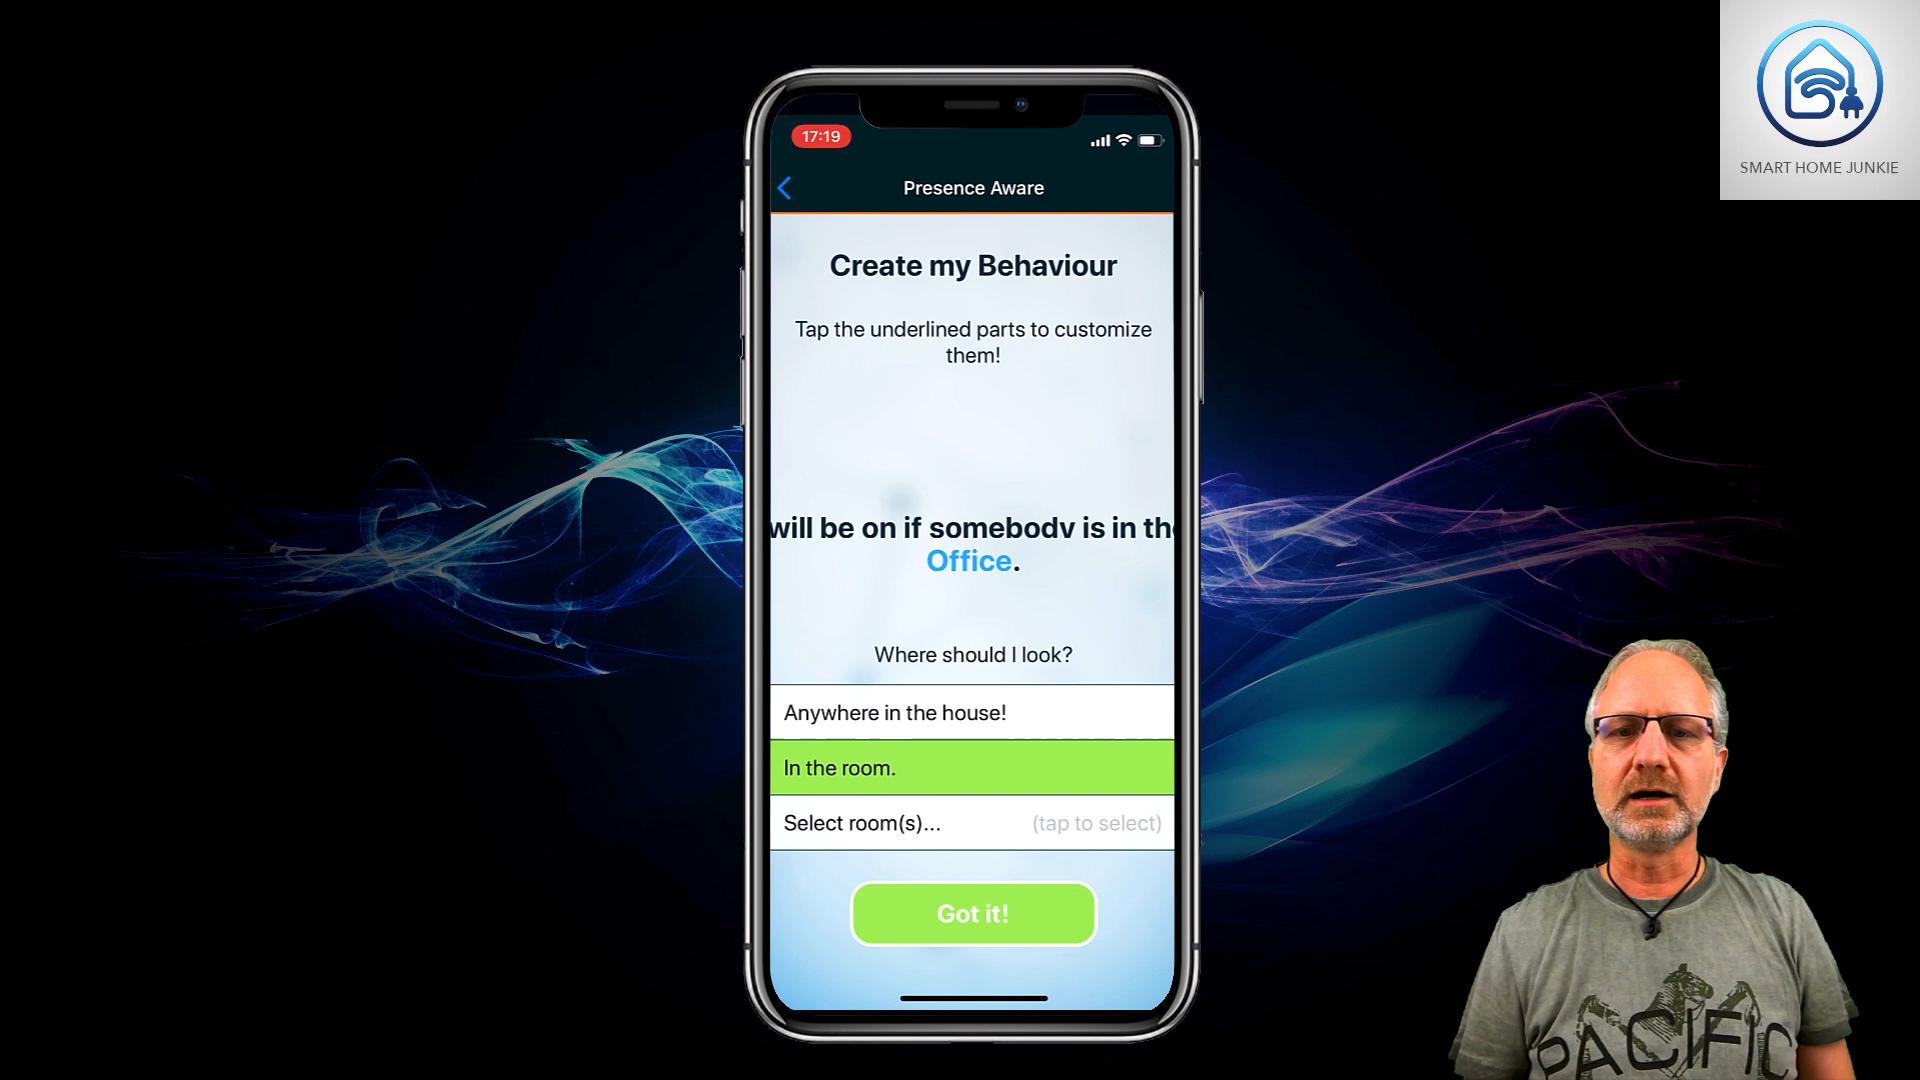 17:19
Presence Aware
Create my Behaviour
Tap the underlined parts to customize
them!
will be on if somebody is in the
Office.
Where should I look?
Anywhere in the house!
In the room.
Select room(s)... (tap to select)
Got it!
SMART HOME JUNKIE
PACIFIC